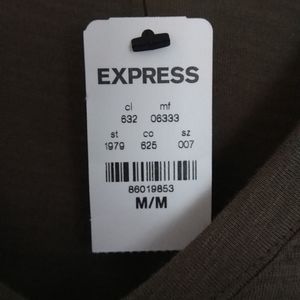 EXPRESS
cl mf
632 06333
st co sz
1979 625 007
86019853
M/M